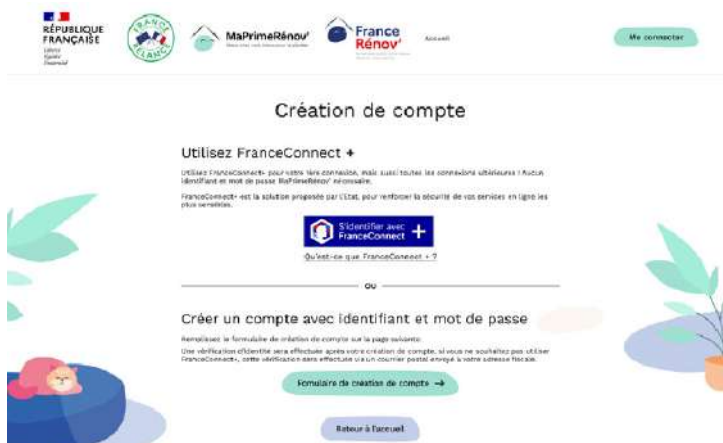 RÉPUBLIQUE
FRANÇAISE
Liberté
Égalité
Fraternité
FRANCE
RELANCE
MaPrimeRénov'
France
Rénov'
Accueil
Me connecter
Création de compte
Utilisez FranceConnect +
Utilisez FranceConnect+ pour votre 1ère connexion, mais aussi toutes les connexions ultérieures ! Aucun
identifiant et mot de passe MaPrimeRénov' nécessaire.
FranceConnect+ est la solution proposée par l'Etat, pour renforcer la sécurité de vos services en ligne les
plus sensibles.
S'identifier avec
FranceConnect +
Qu'est-ce que FranceConnect + ?
OU
Créer un compte avec identifiant et mot de passe
Remplissez le formulaire de création de compte sur la page suivante.
Une vérification d'identité sera effectuée après votre création de compte, si vous ne souhaitez pas utiliser
FranceConnect+, cette vérification sera effectuée via un courrier postal envoyé à votre adresse fiscale.
Formulaire de création de compte →
Retour à l'accueil